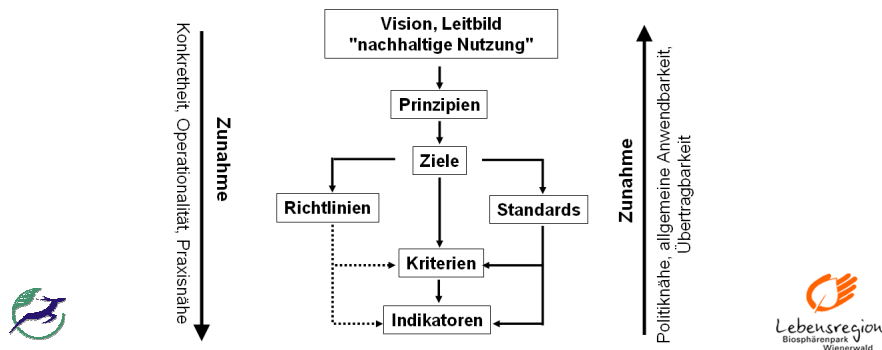 Vision, Leitbild
"nachhaltige Nutzung"
Prinzipien
Ziele
Richtlinien
Standards
Kriterien
Indikatoren
Zunahme
Konkretheit, Operationalität, Praxisnähe
Zunahme
Politiknähe, allgemeine Anwendbarkeit,
Übertragbarkeit
Lebensregion
Biosphärenpark
Wienerwald